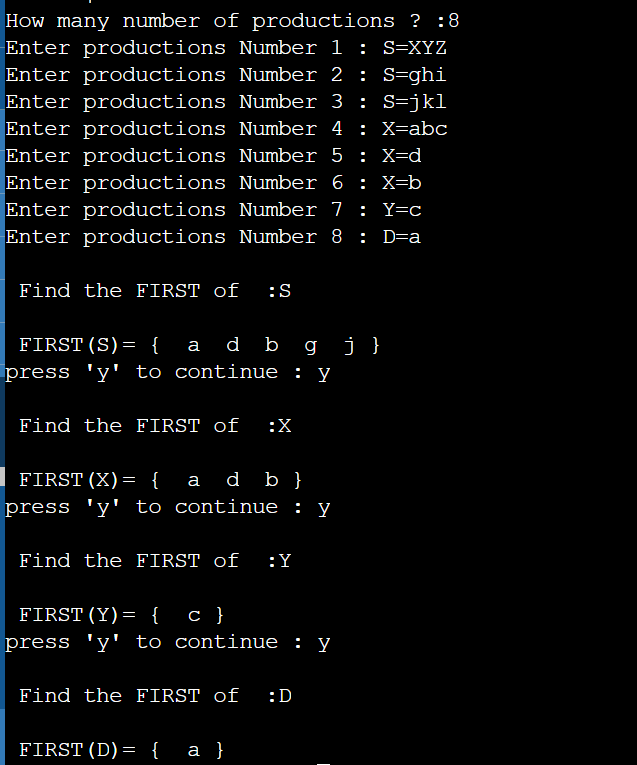 How many number of productions ? :8
Enter productions Number 1 : S=XYZ
Enter productions Number 2 : S=ghi
Enter productions Number 3 : S=jkl
Enter productions Number 4 : X=abc
Enter productions Number 5 : X=d
Enter productions Number 6 : X=b
Enter productions Number 7 : Y=c
Enter productions Number 8 : D=a
Find the FIRST of  :S
FIRST(S)= {  a  d  b  g  j }
press 'y' to continue : y
Find the FIRST of  :X
FIRST(X)= {  a  d  b }
press 'y' to continue : y
Find the FIRST of  :Y
FIRST(Y)= {  c }
press 'y' to continue : y
Find the FIRST of  :D
FIRST(D)= {  a }